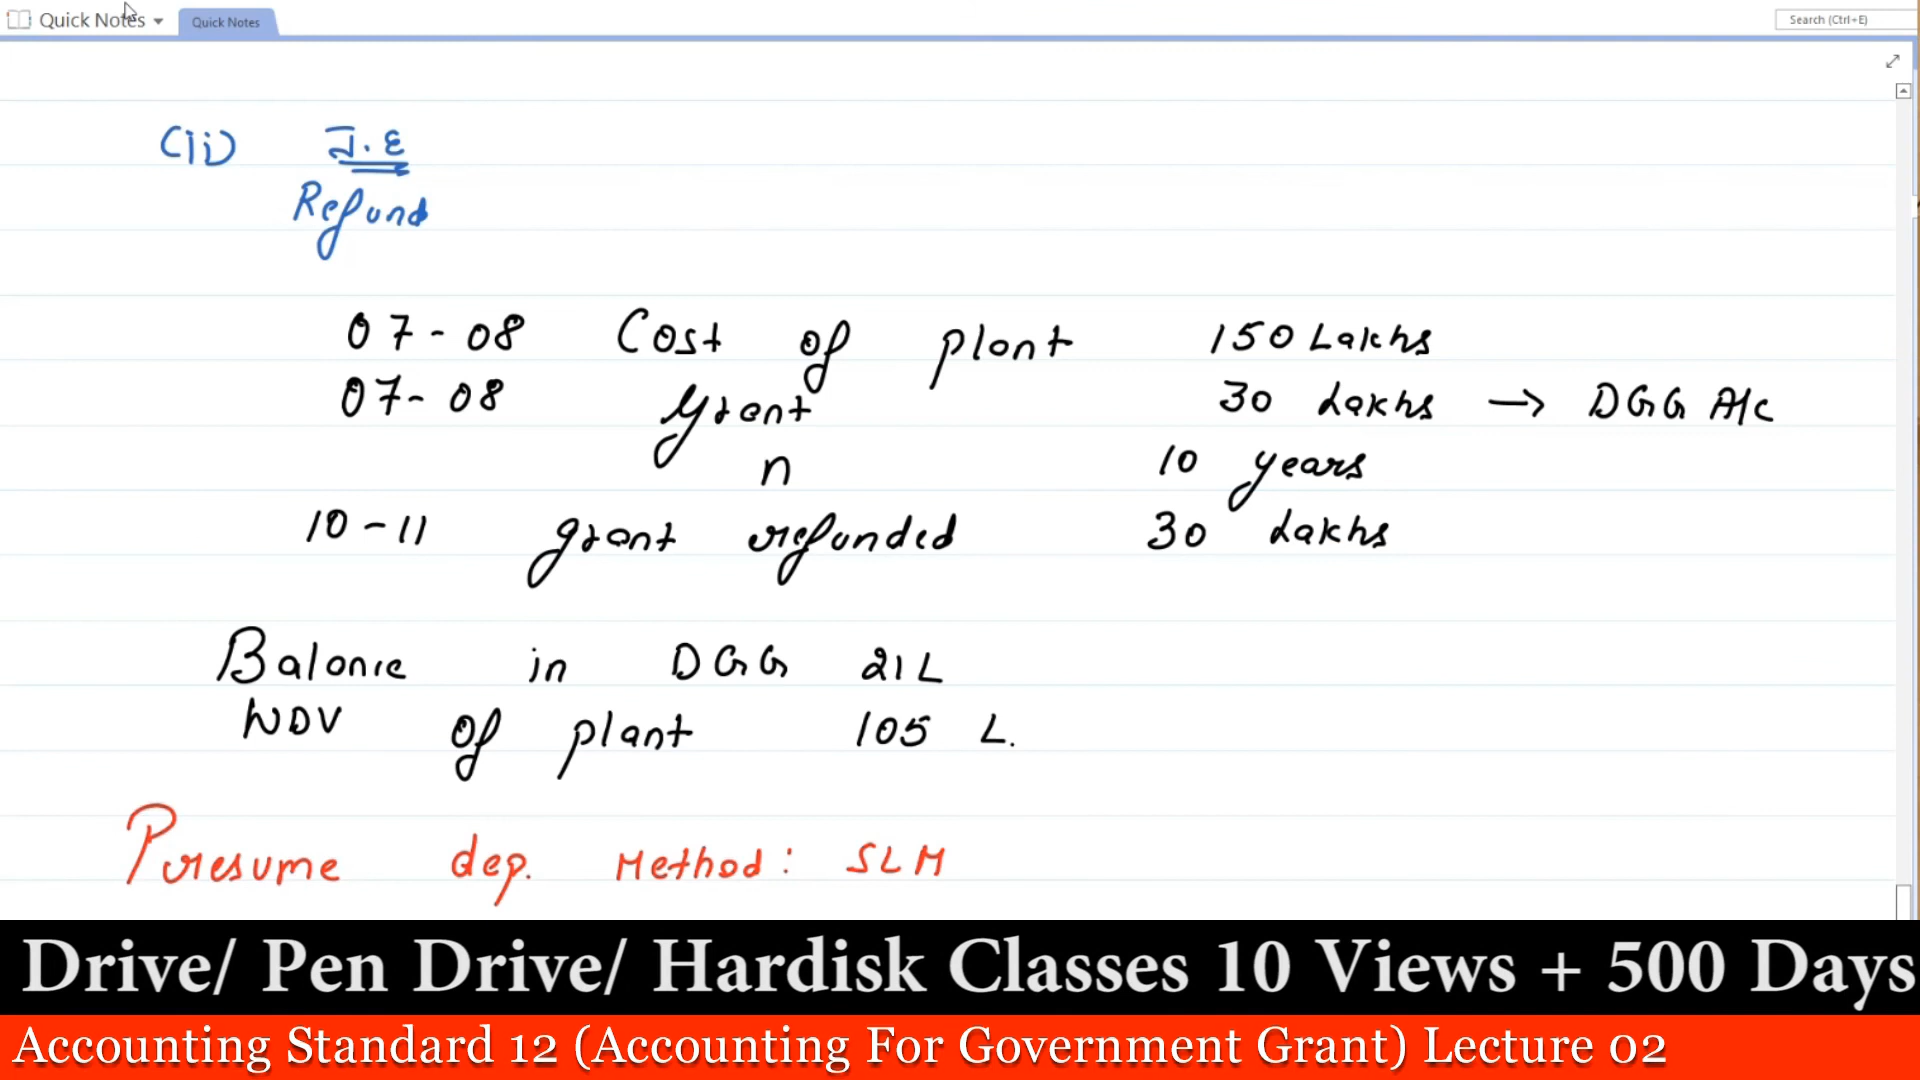 Quick Notes
Quick Notes
Search (Ctrl+E)
(ii) J.E
Refund
07-08 Cost of plant 150 Lakhs
07-08 Grant 30 Lakhs → DGG A/c
n 10 years
10-11 grant refunded 30 Lakhs
Balance in DGG 21L
WDV of plant 105 L.
Presume dep. Method: SLM
Drive/ Pen Drive/ Hardisk Classes 10 Views + 500 Days
Accounting Standard 12 (Accounting For Government Grant) Lecture 02